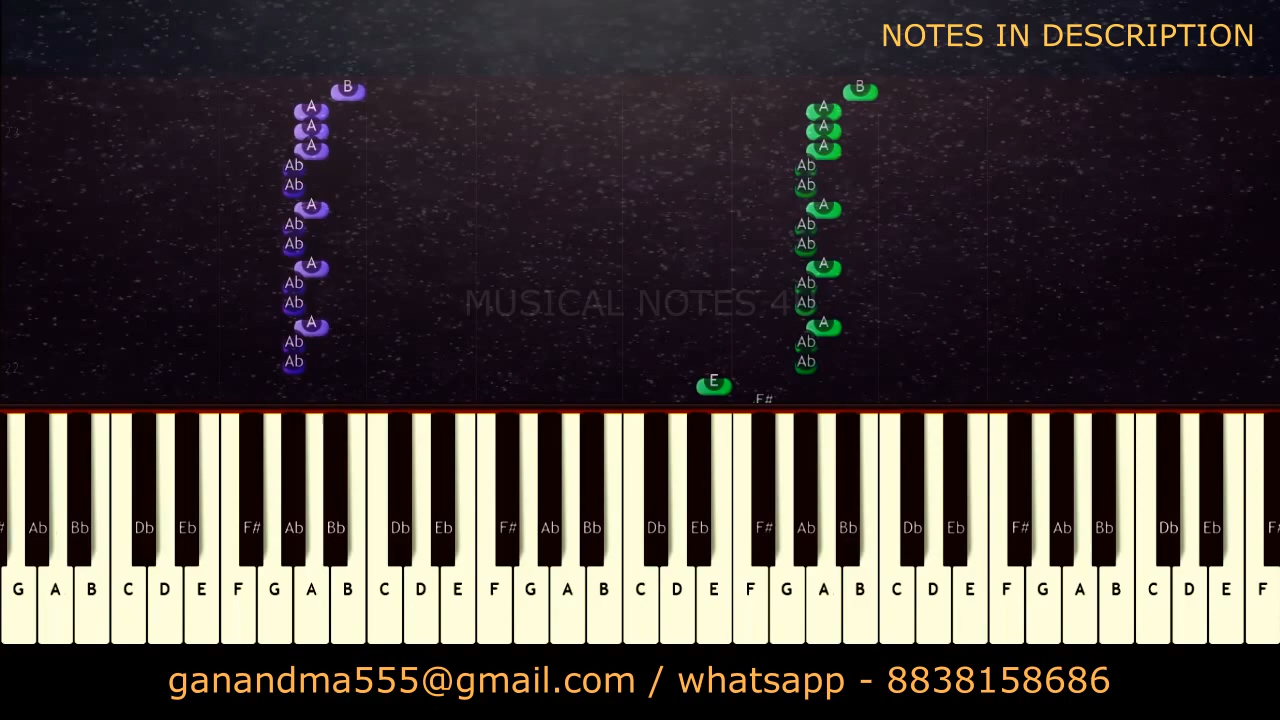 NOTES IN DESCRIPTION
B B
A A
A A
23
A A
Ab Ab
Ab Ab
A A
Ab Ab
Ab Ab
A A
Ab Ab
MUSICAL NOTES 4
Ab Ab
A A
Ab Ab
Ab Ab
22
E
F#
# Ab Bb Db Eb F# Ab Bb Db Eb F# Ab Bb Db Eb F# Ab Bb Db Eb F# Ab Bb Db Eb F#
G A B C D E F G A B C D E F G A B C D E F G A B C D E F G A B C D E F
ganandma555@gmail.com / whatsapp - 8838158686